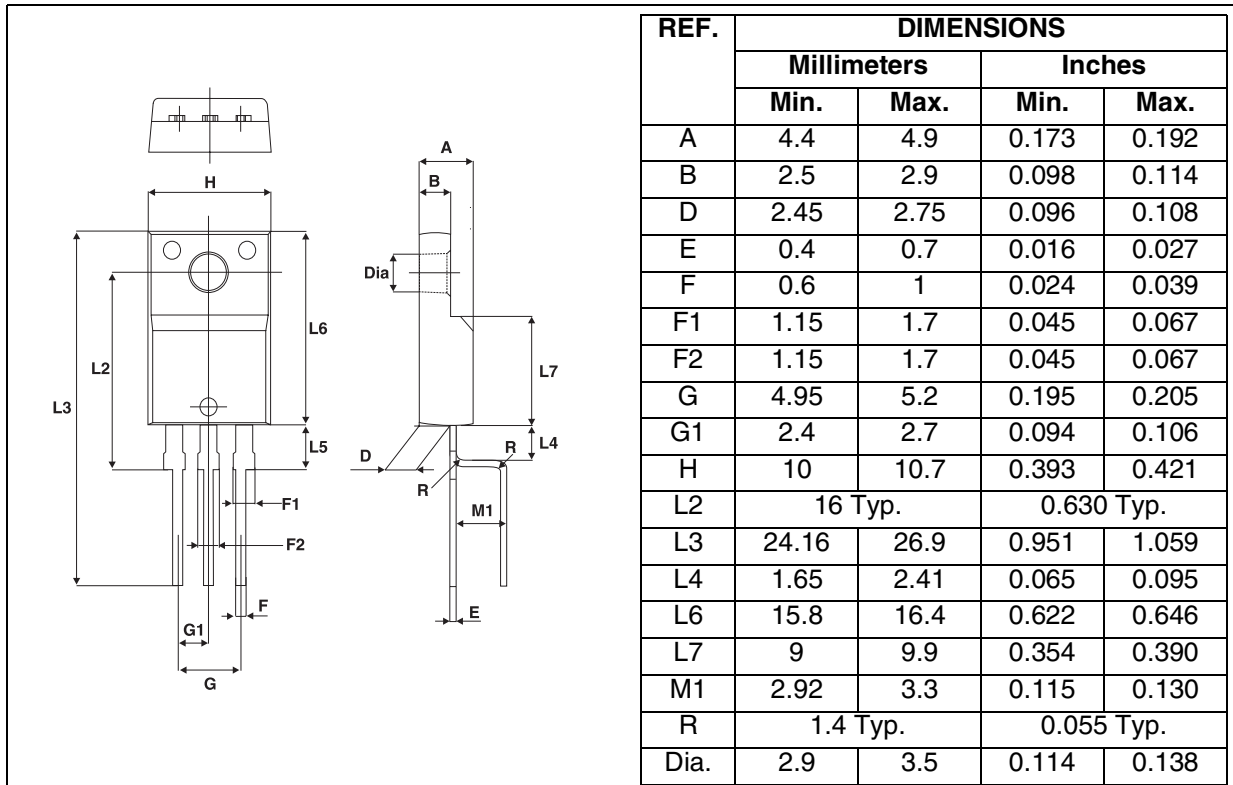 A
B
H
Dia
L6
L2
L7
L3
L5
L4
D
R
R
F1
M1
F2
F
E
G1
G
REF. DIMENSIONS
Millimeters Inches
Min. Max. Min. Max.
A 4.4 4.9 0.173 0.192
B 2.5 2.9 0.098 0.114
D 2.45 2.75 0.096 0.108
E 0.4 0.7 0.016 0.027
F 0.6 1 0.024 0.039
F1 1.15 1.7 0.045 0.067
F2 1.15 1.7 0.045 0.067
G 4.95 5.2 0.195 0.205
G1 2.4 2.7 0.094 0.106
H 10 10.7 0.393 0.421
L2 16 Typ. 0.630 Typ.
L3 24.16 26.9 0.951 1.059
L4 1.65 2.41 0.065 0.095
L6 15.8 16.4 0.622 0.646
L7 9 9.9 0.354 0.390
M1 2.92 3.3 0.115 0.130
R 1.4 Typ. 0.055 Typ.
Dia. 2.9 3.5 0.114 0.138